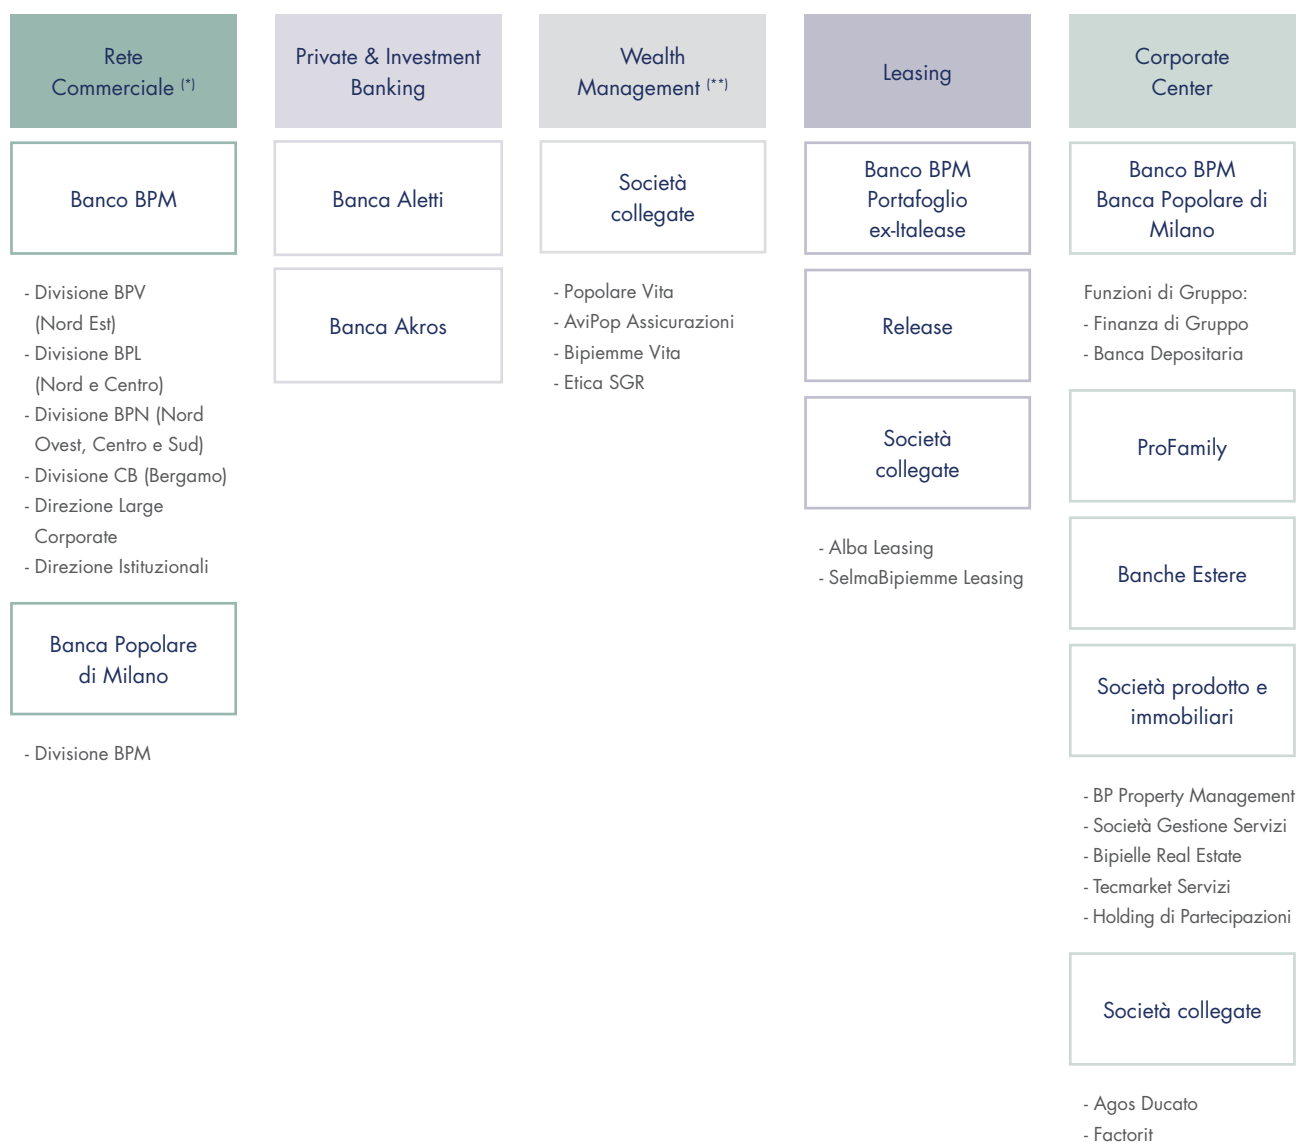 Rete
Commerciale (*)
Banco BPM
- Divisione BPV
(Nord Est)
- Divisione BPL
(Nord e Centro)
- Divisione BPN (Nord
Ovest, Centro e Sud)
- Divisione CB (Bergamo)
- Direzione Large
Corporate
- Direzione Istituzionali
Banca Popolare
di Milano
- Divisione BPM
Private & Investment
Banking
Banca Aletti
Banca Akros
Wealth
Management (**)
Società
collegate
- Popolare Vita
- AviPop Assicurazioni
- Bipiemme Vita
- Etica SGR
Leasing
Banco BPM
Portafoglio
ex-Italease
Release
Società
collegate
- Alba Leasing
- SelmaBipiemme Leasing
Corporate
Center
Banco BPM
Banca Popolare di
Milano
Funzioni di Gruppo:
- Finanza di Gruppo
- Banca Depositaria
ProFamily
Banche Estere
Società prodotto e
immobiliari
- BP Property Management
- Società Gestione Servizi
- Bipielle Real Estate
- Tecmarket Servizi
- Holding di Partecipazioni
Società collegate
- Agos Ducato
- Factorit